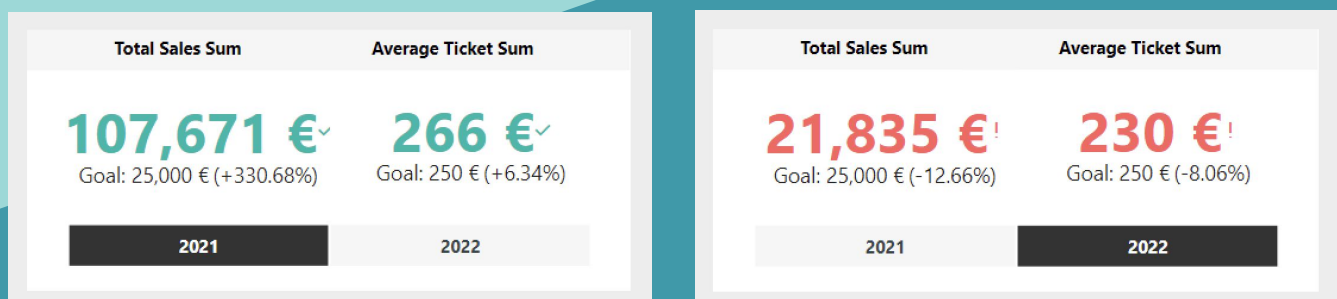 Total Sales Sum Average Ticket Sum
107,671 € 266 €
Goal: 25,000 € (+330.68%) Goal: 250 € (+6.34%)
2021 2022
Total Sales Sum Average Ticket Sum
21,835 €! 230 €!
Goal: 25,000 € (-12.66%) Goal: 250 € (-8.06%)
2021 2022